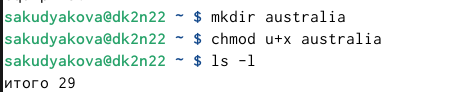 sakudyakova@dk2n22 ~ $ mkdir australia
sakudyakova@dk2n22 ~ $ chmod u+x australia
sakudyakova@dk2n22 ~ $ ls -l
итого 29